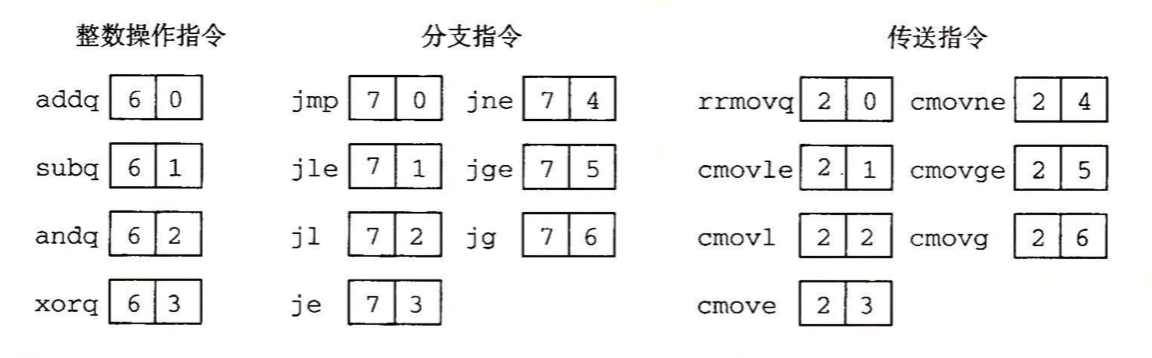 整数操作指令 分支指令 传送指令
addq 6 0 jmp 7 0 jne 7 4 rrmovq 2 0 cmovne 2 4
subq 6 1 jle 7 1 jge 7 5 cmovle 2 1 cmovge 2 5
andq 6 2 jl 7 2 jg 7 6 cmovl 2 2 cmovg 2 6
xorq 6 3 je 7 3 cmove 2 3